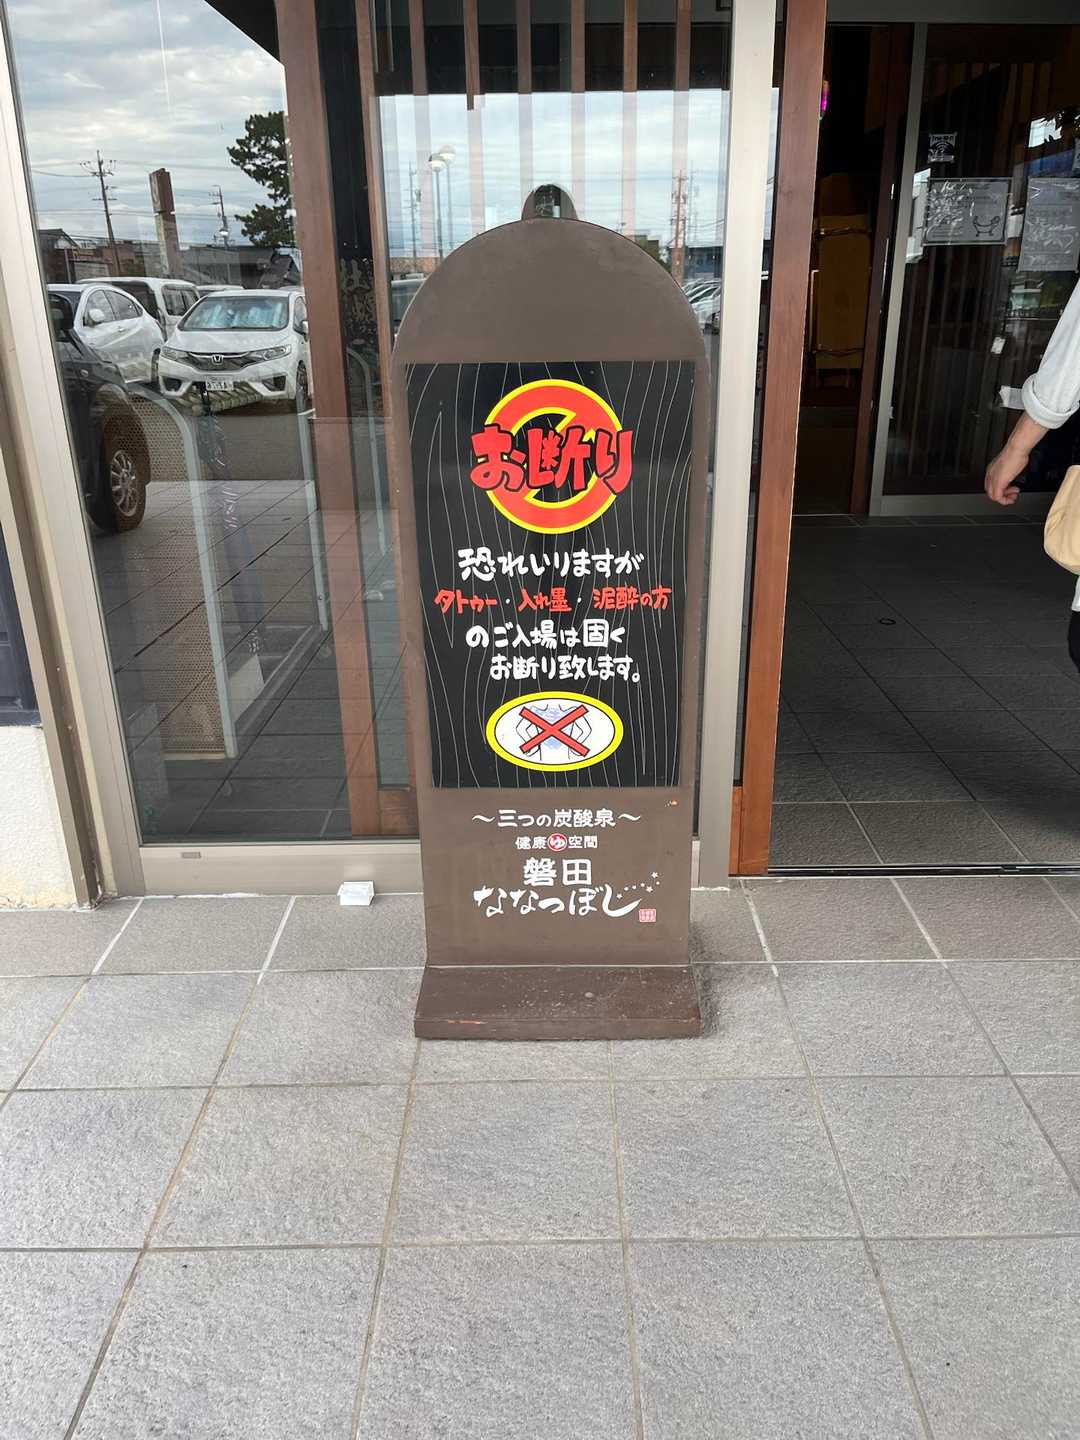 お断り
恐れいりますが
タトゥー・入れ墨・泥酔の方
のご入場は固く
お断り致します。
～三つの炭酸泉～
健康ゆ空間
磐田
ななつぼし